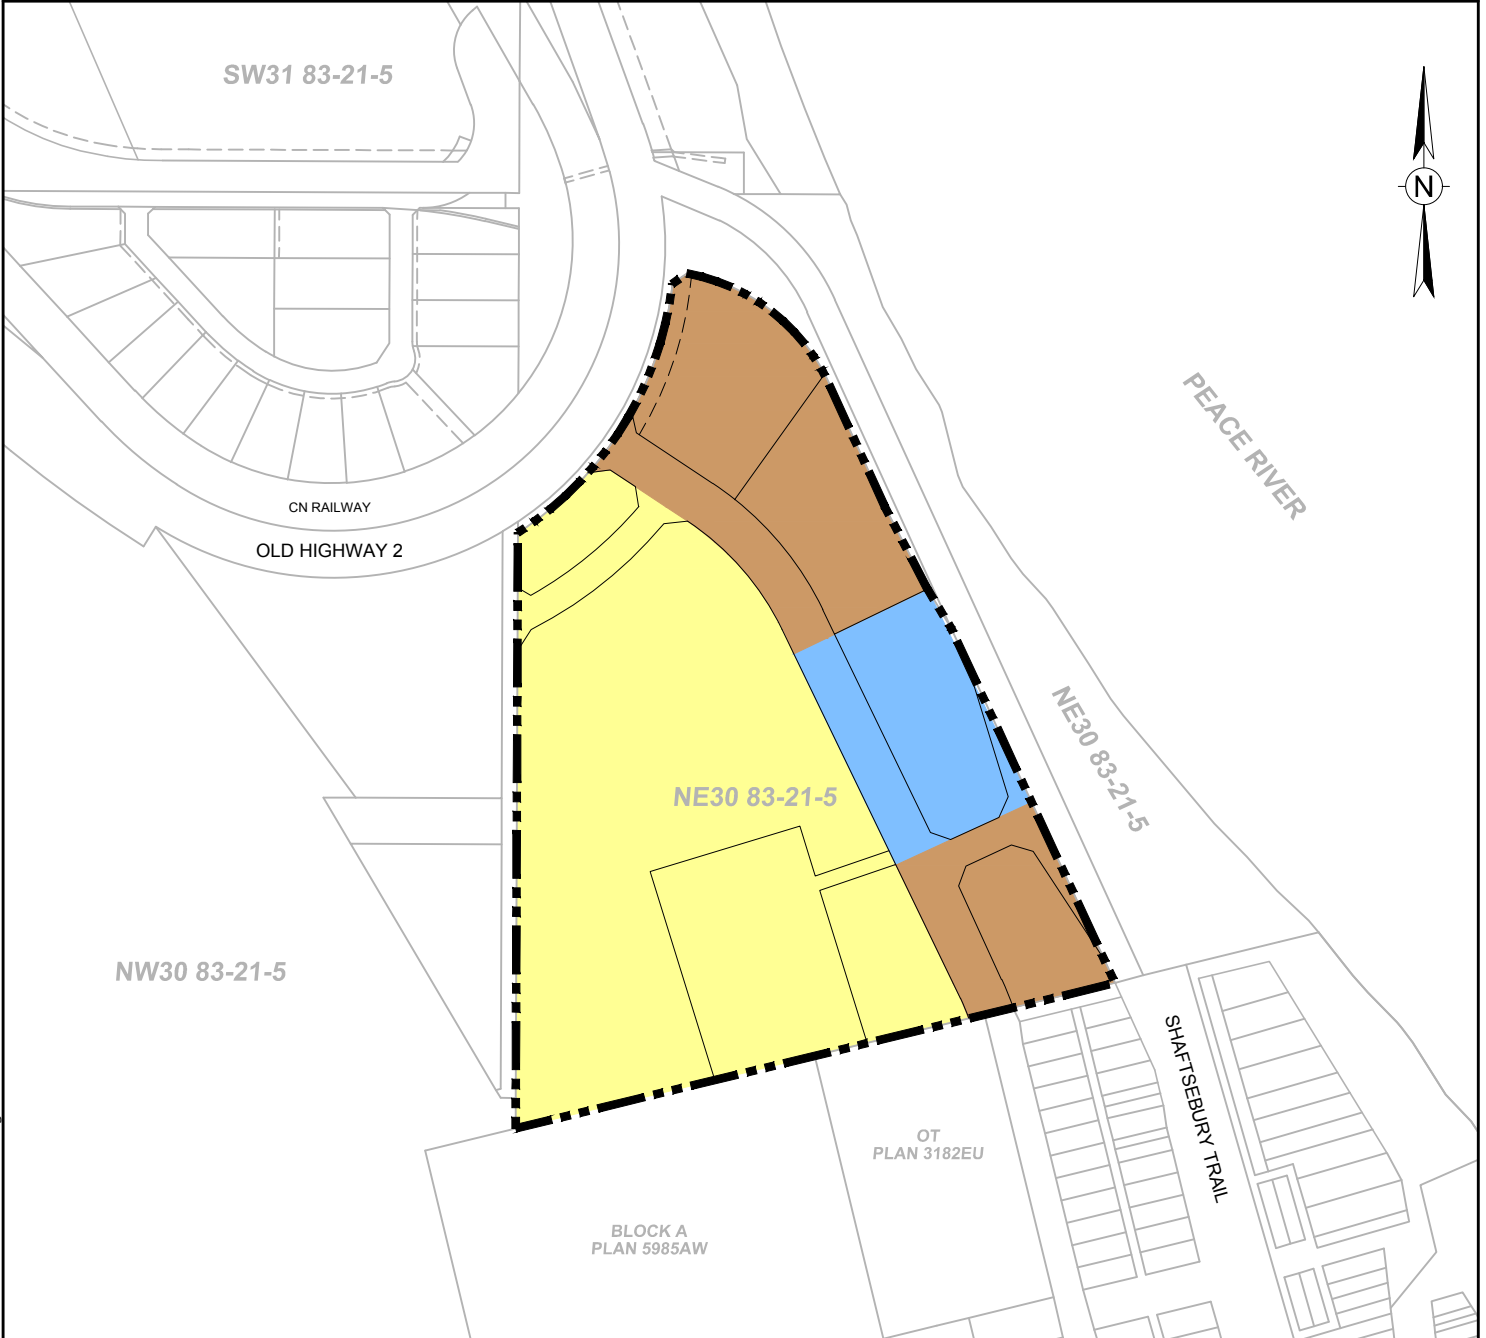 SW31 83-21-5
N
PEACE RIVER
CN RAILWAY
OLD HIGHWAY 2
NE30 83-21-5
NE30 83-21-5
NW30 83-21-5
SHAFTSEBURY TRAIL
OT
PLAN 3182EU
BLOCK A
PLAN 5985AW